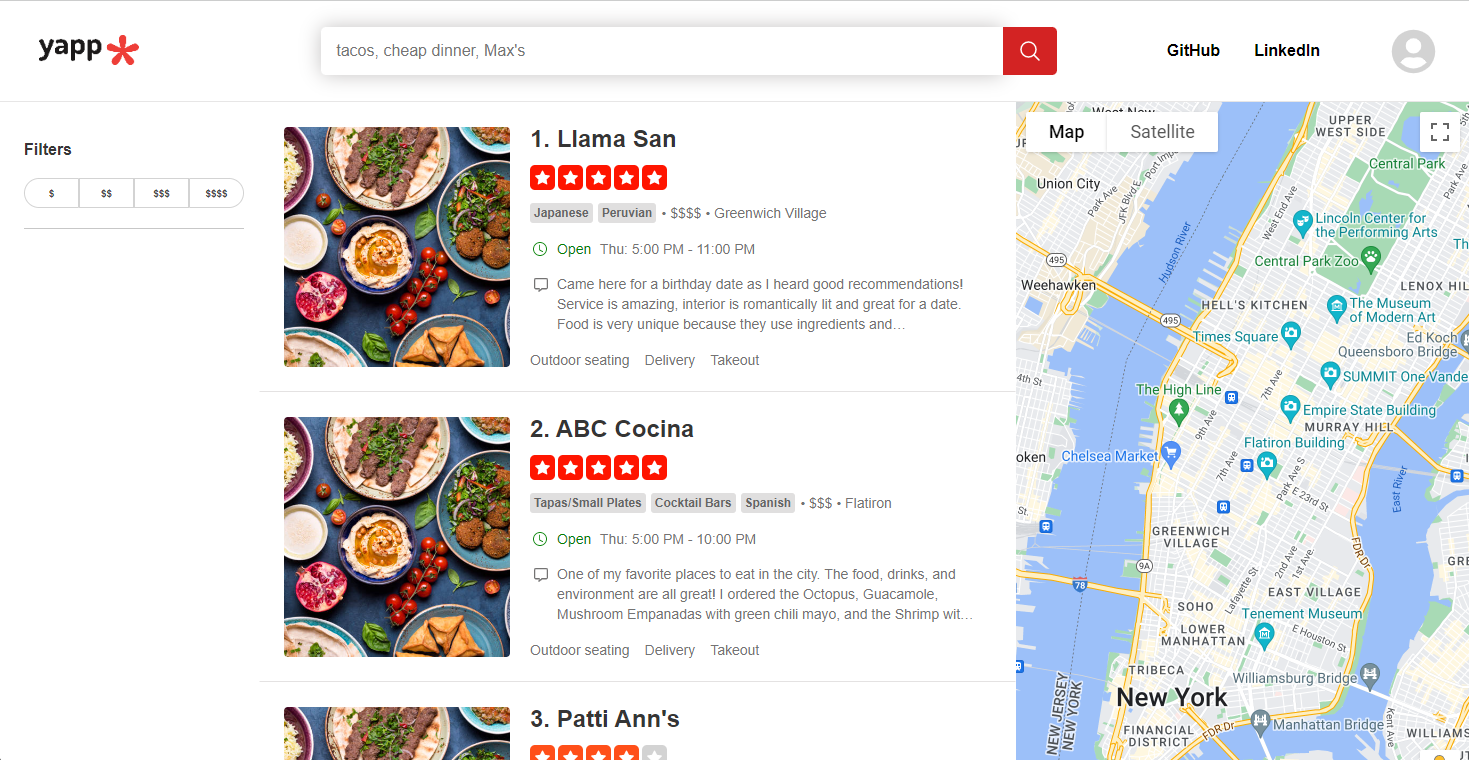 yapp
tacos, cheap dinner, Max's
GitHub
LinkedIn
Filters
$
$$
$$$
$$$$
1. Llama San
Japanese Peruvian • $$$$ • Greenwich Village
Open Thu: 5:00 PM - 11:00 PM
Came here for a birthday date as I heard good recommendations!
Service is amazing, interior is romantically lit and great for a date.
Food is very unique because they use ingredients and…
Outdoor seating Delivery Takeout
2. ABC Cocina
Tapas/Small Plates Cocktail Bars Spanish • $$$ • Flatiron
Open Thu: 5:00 PM - 10:00 PM
One of my favorite places to eat in the city. The food, drinks, and
environment are all great! I ordered the Octopus, Guacamole,
Mushroom Empanadas with green chili mayo, and the Shrimp wit…
Outdoor seating Delivery Takeout
3. Patti Ann's
Map
Satellite
West New
UPPER
WEST SIDE
Central Park
Union City
Park Ave
JFK Blvd E
Port Imp
Hudson River
West End Ave
Park Ave
Lincoln Center for
the Performing Arts
Central Park Zoo
495
Weehawken
LENOX HIL
HELL'S KITCHEN
The Museum
of Modern Art
495
Times Square
Ed Koch
Queensboro Bridge
4th St
7th Ave
SUMMIT One Vande
The High Line
9th Ave
Empire State Building
MURRAY HILL
Flatiron Building
oken
Chelsea Market
7th Ave
Park Ave S
E 23rd St
East River
St.
GREENWICH
VILLAGE
FDR Dr
9A
2nd Ave
1st Ave.
78
Lafayette St
EAST VILLAGE
SOHO
Tenement Museum
LOWER
MANHATTAN
E Houston St
TRIBECA
Williamsburg Bridge
NEW JERSEY
NEW YORK
New York
FINANCIAL
DISTRICT
FDR Dr
Manhattan Bridge
Kent Ave
WILLIAMS
GRE